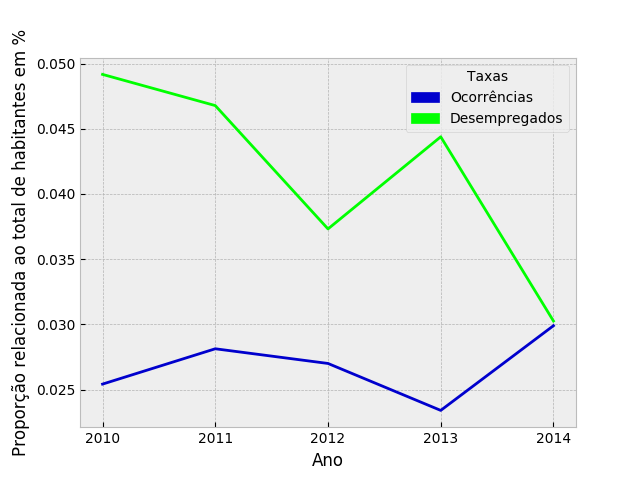 Proporção relacionada ao total de habitantes em %
0.050
0.045
0.040
0.035
0.030
0.025
Taxas
Ocorrências
Desempregados
2010
2011
2012
2013
2014
Ano